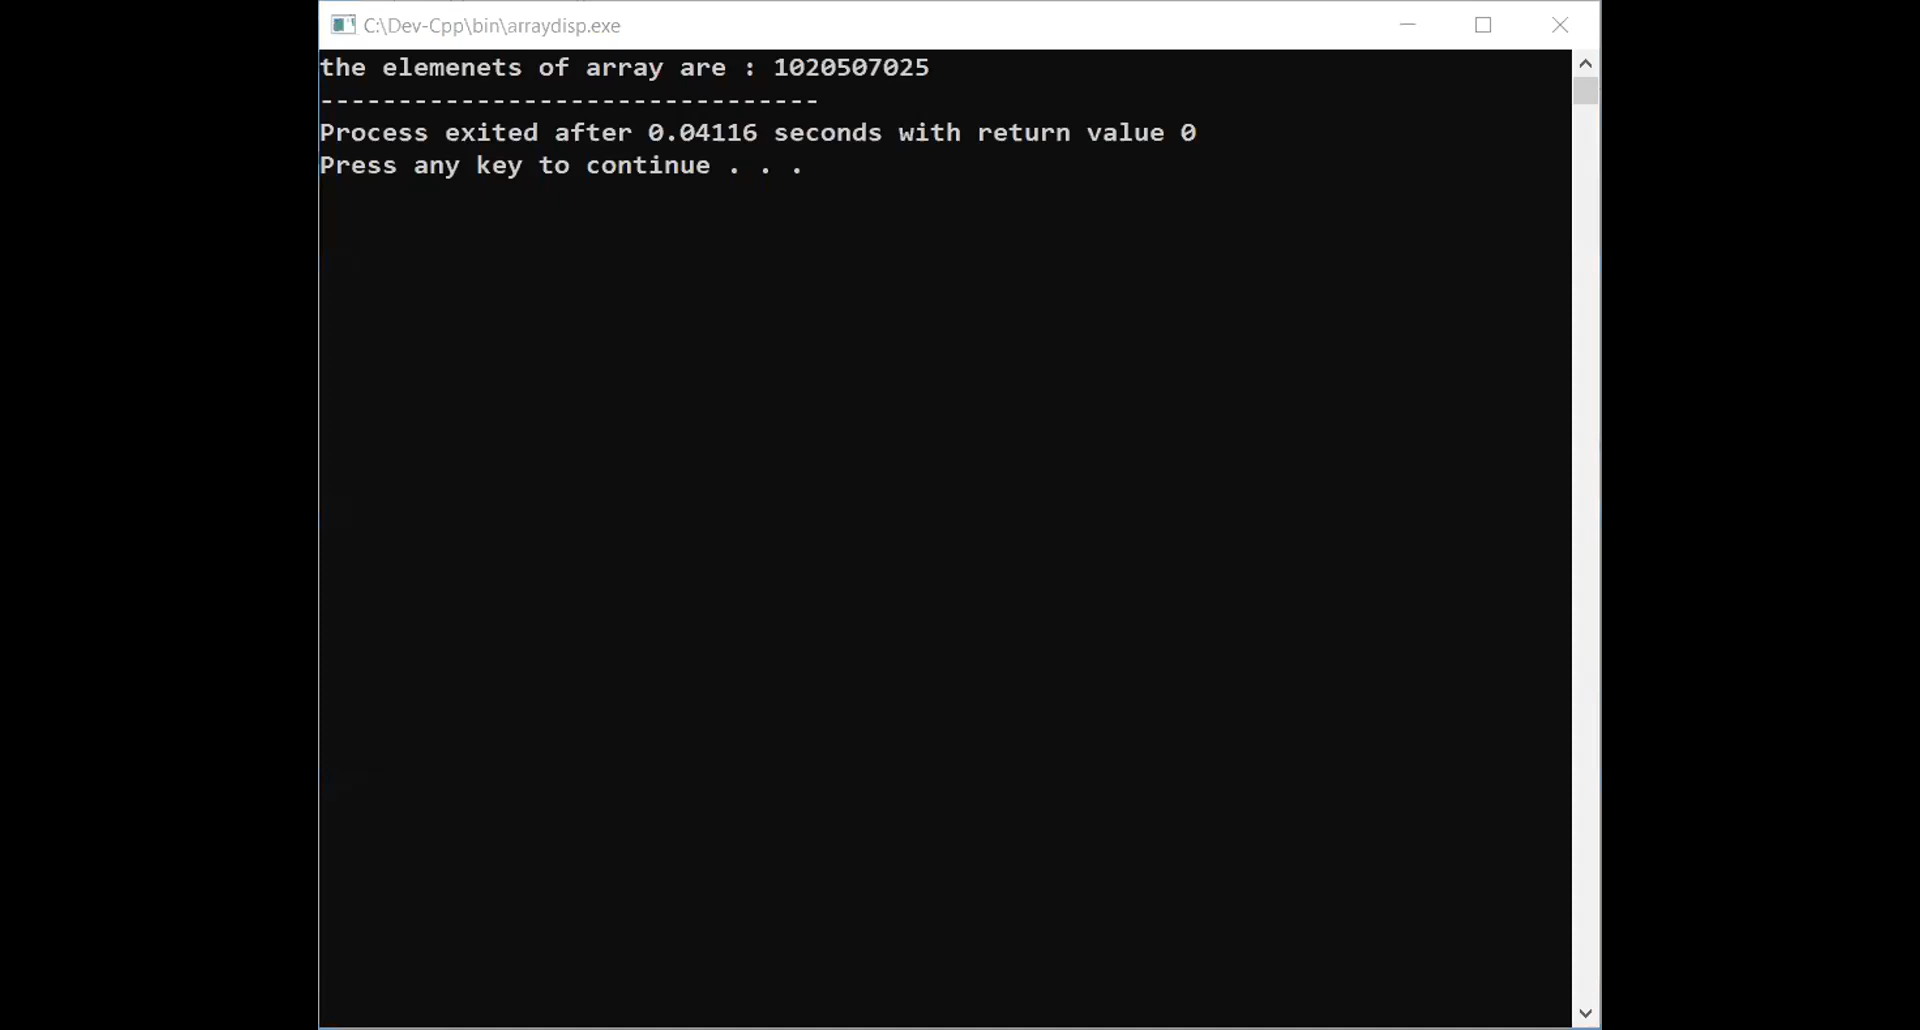 C:\Dev-Cpp\bin\arraydisp.exe
the elemenets of array are : 1020507025
--------------------------------
Process exited after 0.04116 seconds with return value 0
Press any key to continue . . .